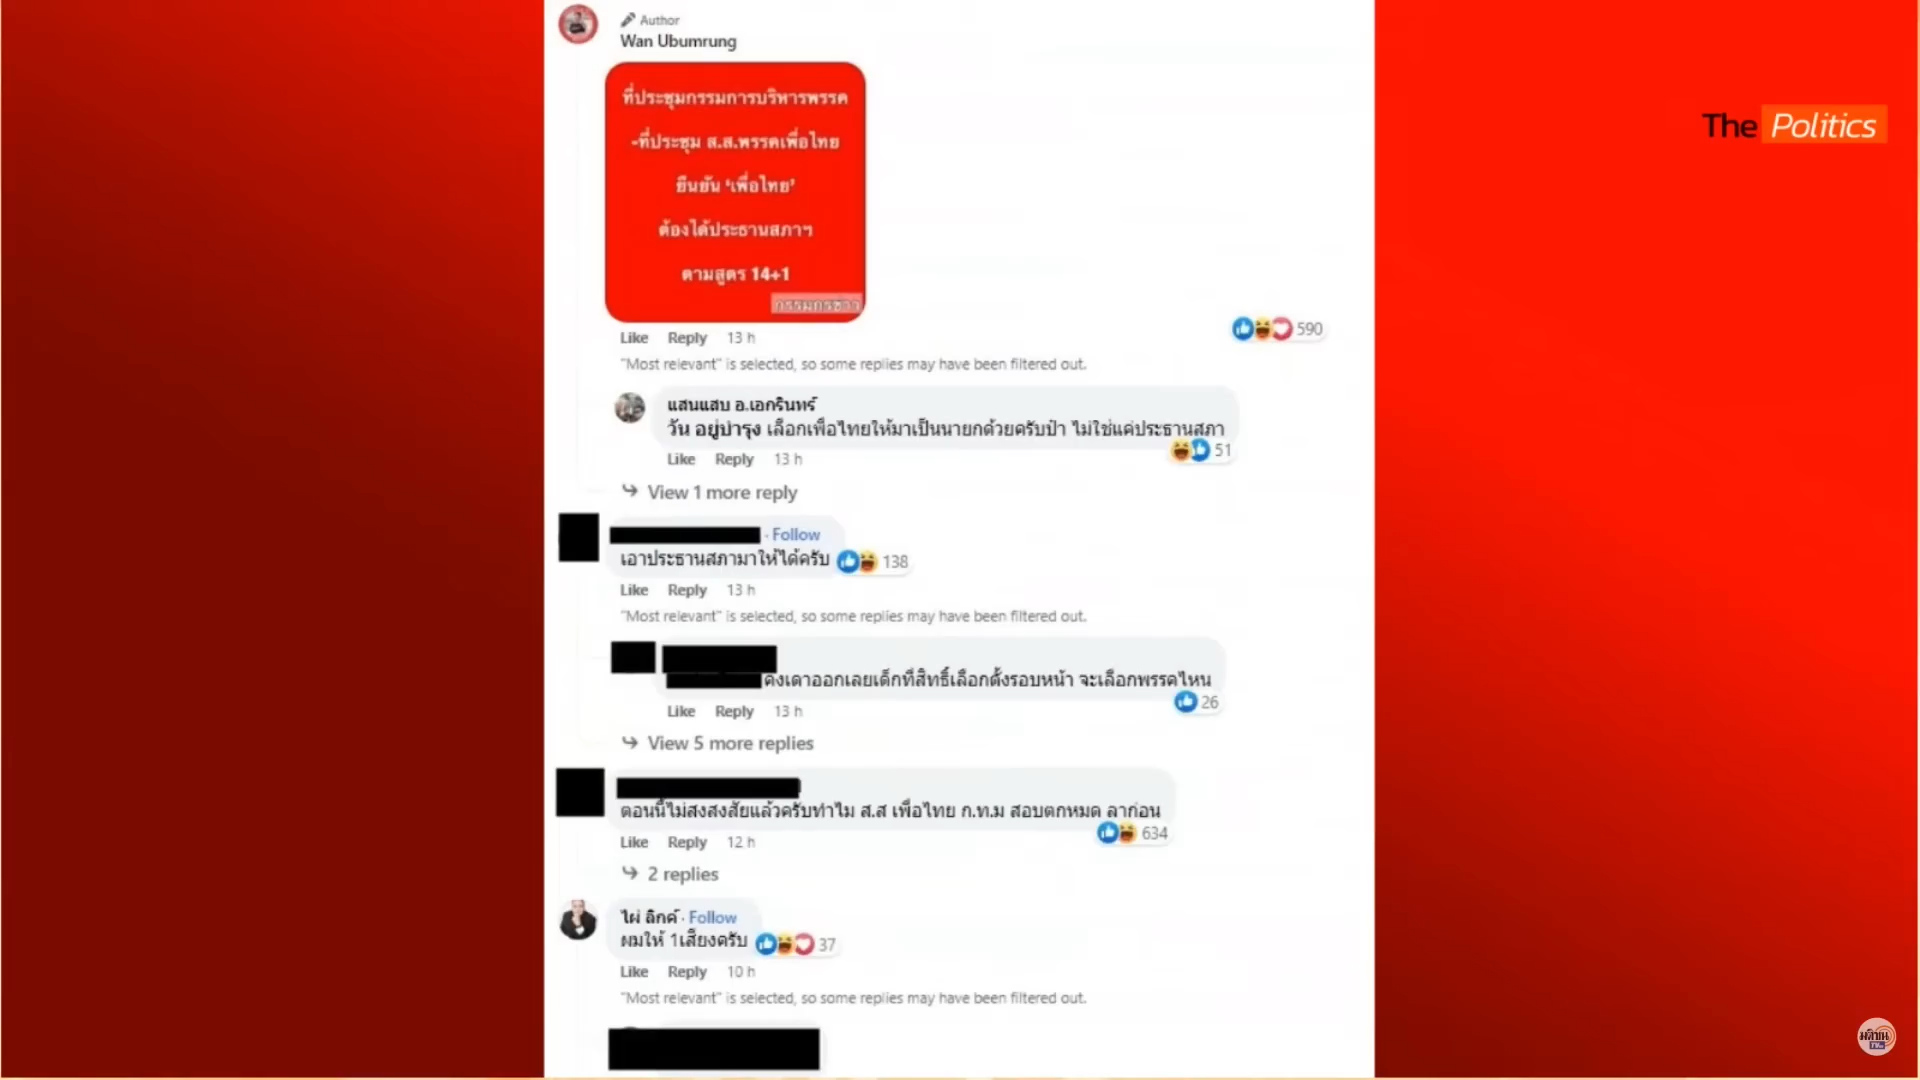 Author
Wan Ubumrung
The Politics
ที่ประชุมกรรมการบริหารพรรค
-ที่ประชุม ส.ส.พรรคเพื่อไทย
ยืนยัน ‘เพื่อไทย’
ต้องได้ประธานสภาฯ
ตามสูตร 14+1
กรรมกรข่าว
Like Reply 13 h
590
"Most relevant" is selected, so some replies may have been filtered out.
แสนแสบ อ.เอกรินทร์
วัน อยู่บำรุง เลือกเพื่อไทยให้มาเป็นนายกด้วยครับป๋า ไม่ใช่แค่ประธานสภา
51
Like Reply 13 h
View 1 more reply
· Follow
เอาประธานสภามาให้ได้ครับ
138
Like Reply 13 h
"Most relevant" is selected, so some replies may have been filtered out.
คงเดาออกเลยเด็กที่สิทธิ์เลือกตั้งรอบหน้า จะเลือกพรรคไหน
26
Like Reply 13 h
View 5 more replies
ตอนนี้ไม่สงสงสัยแล้วครับทำไม ส.ส เพื่อไทย ก.ท.ม สอบตกหมด ลาก่อน
634
Like Reply 12 h
2 replies
ไผ่ ลิกค์ · Follow
ผมให้ 1เสียงครับ
37
Like Reply 10 h
"Most relevant" is selected, so some replies may have been filtered out.
มติชน
TV